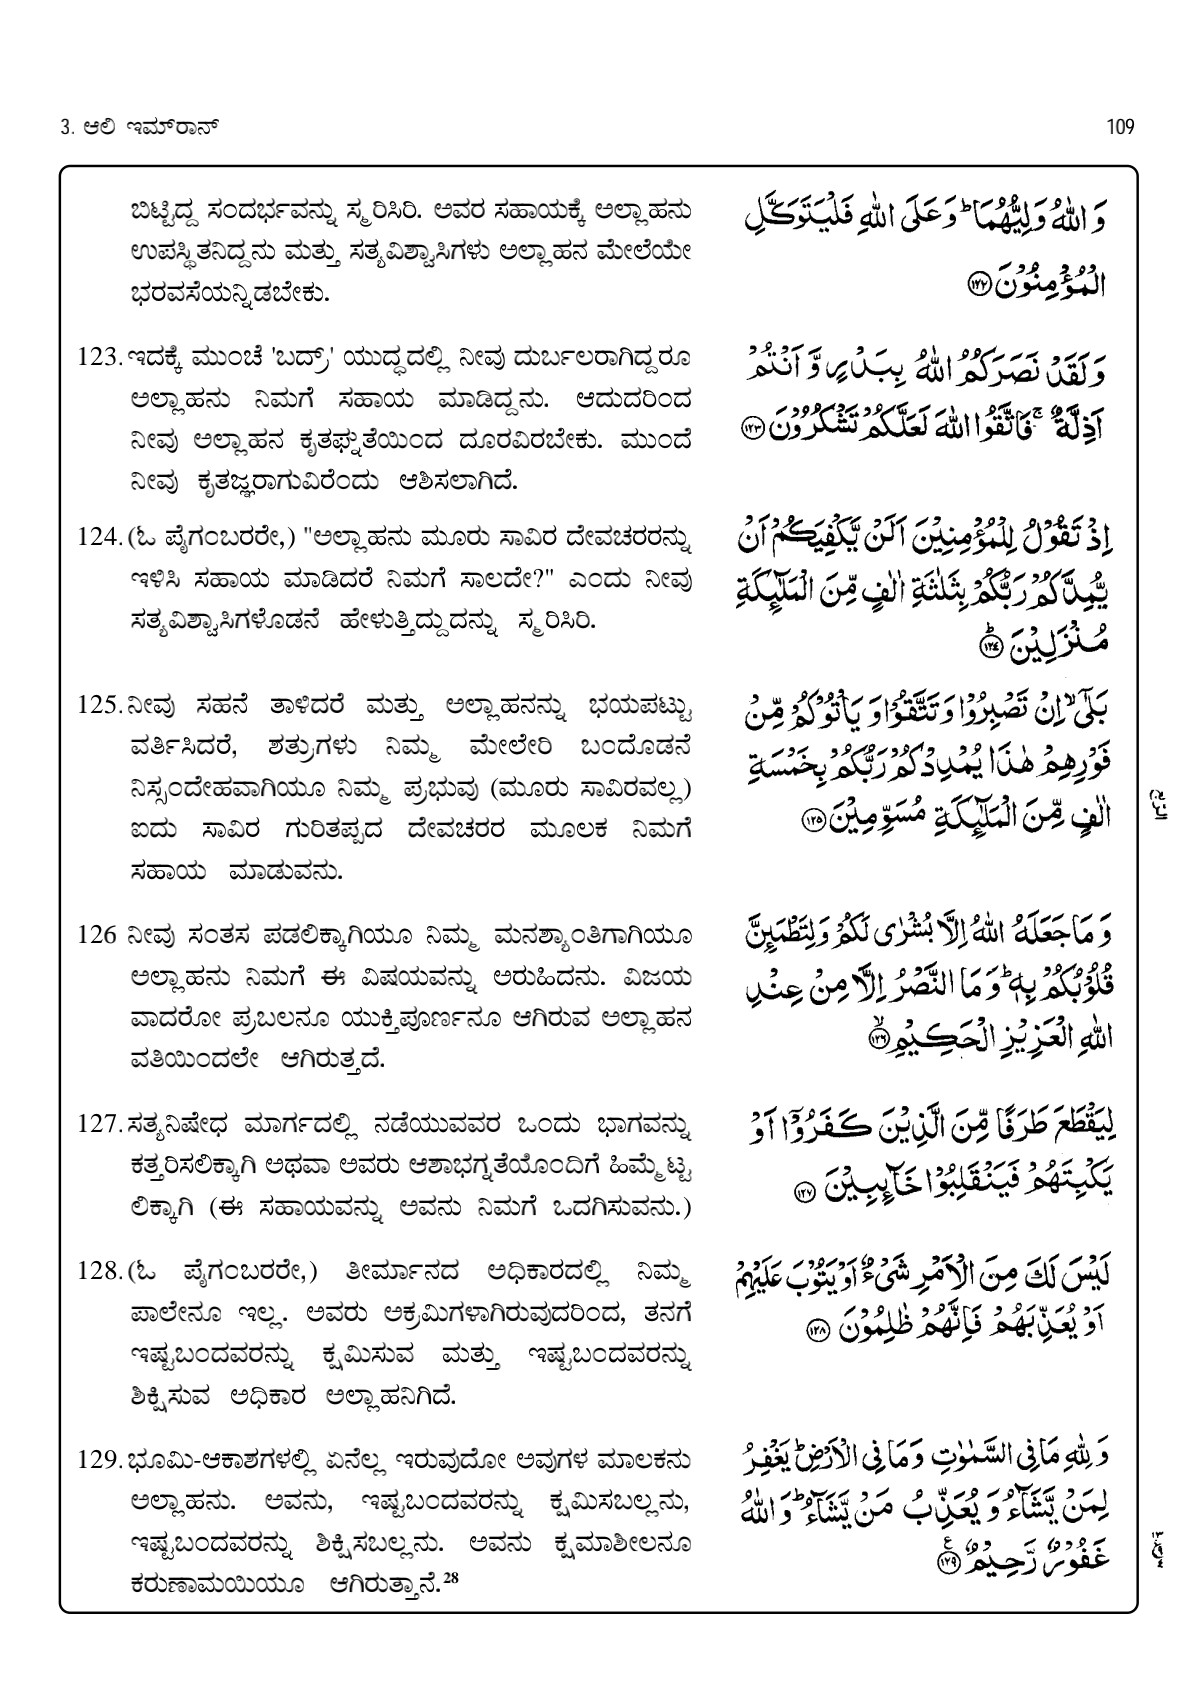 3. ಆಲಿ ಇಮ್‌ರಾನ್
109
ಬಿಟ್ಟಿದ್ದ ಸಂದರ್ಭವನ್ನು ಸ್ಮರಿಸಿರಿ. ಅವರ ಸಹಾಯಕ್ಕೆ ಅಲ್ಲಾಹನು
ಉಪಸ್ಥಿತನಿದ್ದನು ಮತ್ತು ಸತ್ಯವಿಶ್ವಾಸಿಗಳು ಅಲ್ಲಾಹನ ಮೇಲೆಯೇ
ಭರವಸೆಯನ್ನಿಡಬೇಕು.
وَاللّٰهُ وَلِيُّهُمَا ؕ وَعَلَى اللّٰهِ فَلۡيَتَوَكَّلِ
الۡمُؤۡمِنُوۡنَ ﴿۱۲۲﴾
123. ಇದಕ್ಕೆ ಮುಂಚೆ 'ಬದ್ರ್' ಯುದ್ಧದಲ್ಲಿ ನೀವು ದುರ್ಬಲರಾಗಿದ್ದರೂ
ಅಲ್ಲಾಹನು ನಿಮಗೆ ಸಹಾಯ ಮಾಡಿದ್ದನು. ಆದುದರಿಂದ
ನೀವು ಅಲ್ಲಾಹನ ಕೃತಘ್ನತೆಯಿಂದ ದೂರವಿರಬೇಕು. ಮುಂದೆ
ನೀವು ಕೃತಜ್ಞರಾಗುವಿರೆಂದು ಆಶಿಸಲಾಗಿದೆ.
وَلَقَدۡ نَصَرَكُمُ اللّٰهُ بِبَدۡرٍ وَّاَنۡتُمۡ
اَذِلَّةٌ ۚ فَاتَّقُوا اللّٰهَ لَعَلَّكُمۡ تَشۡكُرُوۡنَ ﴿۱۲۳﴾
124. (ಓ ಪೈಗಂಬರರೇ,) "ಅಲ್ಲಾಹನು ಮೂರು ಸಾವಿರ ದೇವಚರರನ್ನು
ಇಳಿಸಿ ಸಹಾಯ ಮಾಡಿದರೆ ನಿಮಗೆ ಸಾಲದೇ?" ಎಂದು ನೀವು
ಸತ್ಯವಿಶ್ವಾಸಿಗಳೊಡನೆ ಹೇಳುತ್ತಿದ್ದುದನ್ನು ಸ್ಮರಿಸಿರಿ.
اِذۡ تَقُوۡلُ لِلۡمُؤۡمِنِيۡنَ اَلَنۡ يَّكۡفِيَكُمۡ اَنۡ
يُّمِدَّكُمۡ رَبُّكُمۡ بِثَلٰثَةِ اٰلٰفٍ مِّنَ الۡمَلٰٓئِكَةِ
مُنۡزَلِيۡنَ ؕ ﴿۱۲۴﴾
125. ನೀವು ಸಹನೆ ತಾಳಿದರೆ ಮತ್ತು ಅಲ್ಲಾಹನನ್ನು ಭಯಪಟ್ಟು
ವರ್ತಿಸಿದರೆ, ಶತ್ರುಗಳು ನಿಮ್ಮ ಮೇಲೇರಿ ಬಂದೊಡನೆ
ನಿಸ್ಸಂದೇಹವಾಗಿಯೂ ನಿಮ್ಮ ಪ್ರಭುವು (ಮೂರು ಸಾವಿರವಲ್ಲ)
ಐದು ಸಾವಿರ ಗುರಿತಪ್ಪದ ದೇವಚರರ ಮೂಲಕ ನಿಮಗೆ
ಸಹಾಯ ಮಾಡುವನು.
بَلٰٓى ۙ اِنۡ تَصۡبِرُوۡا وَتَتَّقُوۡا وَيَاۡتُوۡكُمۡ مِّنۡ
فَوۡرِهِمۡ هٰذَا يُمۡدِدۡكُمۡ رَبُّكُمۡ بِخَمۡسَةِ
اٰلٰفٍ مِّنَ الۡمَلٰٓئِكَةِ مُسَوِّمِيۡنَ ﴿۱۲۵﴾
الربع
126 ನೀವು ಸಂತಸ ಪಡಲಿಕ್ಕಾಗಿಯೂ ನಿಮ್ಮ ಮನಶ್ಶಾಂತಿಗಾಗಿಯೂ
ಅಲ್ಲಾಹನು ನಿಮಗೆ ಈ ವಿಷಯವನ್ನು ಅರುಹಿದನು. ವಿಜಯ
ವಾದರೋ ಪ್ರಬಲನೂ ಯುಕ್ತಿಪೂರ್ಣನೂ ಆಗಿರುವ ಅಲ್ಲಾಹನ
ವತಿಯಿಂದಲೇ ಆಗಿರುತ್ತದೆ.
وَمَا جَعَلَهُ اللّٰهُ اِلَّا بُشۡرٰى لَكُمۡ وَلِتَطۡمَئِنَّ
قُلُوۡبُكُمۡ بِهٖ ؕ وَمَا النَّصۡرُ اِلَّا مِنۡ عِنۡدِ
اللّٰهِ الۡعَزِيۡزِ الۡحَكِيۡمِ ۙ ﴿۱۲۶﴾
127. ಸತ್ಯನಿಷೇಧ ಮಾರ್ಗದಲ್ಲಿ ನಡೆಯುವವರ ಒಂದು ಭಾಗವನ್ನು
ಕತ್ತರಿಸಲಿಕ್ಕಾಗಿ ಅಥವಾ ಅವರು ಆಶಾಭಗ್ನತೆಯೊಂದಿಗೆ ಹಿಮ್ಮೆಟ್ಟ
ಲಿಕ್ಕಾಗಿ (ಈ ಸಹಾಯವನ್ನು ಅವನು ನಿಮಗೆ ಒದಗಿಸುವನು.)
لِيَقۡطَعَ طَرَفًا مِّنَ الَّذِيۡنَ كَفَرُوۡۤا اَوۡ
يَكۡبِتَهُمۡ فَيَنۡقَلِبُوۡا خَآئِبِيۡنَ ﴿۱۲۷﴾
128. (ಓ ಪೈಗಂಬರರೇ,) ತೀರ್ಮಾನದ ಅಧಿಕಾರದಲ್ಲಿ ನಿಮ್ಮ
ಪಾಲೇನೂ ಇಲ್ಲ. ಅವರು ಅಕ್ರಮಿಗಳಾಗಿರುವುದರಿಂದ, ತನಗೆ
ಇಷ್ಟಬಂದವರನ್ನು ಕ್ಷಮಿಸುವ ಮತ್ತು ಇಷ್ಟಬಂದವರನ್ನು
ಶಿಕ್ಷಿಸುವ ಅಧಿಕಾರ ಅಲ್ಲಾಹನಿಗಿದೆ.
لَيۡسَ لَكَ مِنَ الۡاَمۡرِ شَىۡءٌ اَوۡ يَتُوۡبَ عَلَيۡهِمۡ
اَوۡ يُعَذِّبَهُمۡ فَاِنَّهُمۡ ظٰلِمُوۡنَ ﴿۱۲۸﴾
129. ಭೂಮಿ-ಆಕಾಶಗಳಲ್ಲಿ ಏನೆಲ್ಲ ಇರುವುದೋ ಅವುಗಳ ಮಾಲಕನು
ಅಲ್ಲಾಹನು. ಅವನು, ಇಷ್ಟಬಂದವರನ್ನು ಕ್ಷಮಿಸಬಲ್ಲನು,
ಇಷ್ಟಬಂದವರನ್ನು ಶಿಕ್ಷಿಸಬಲ್ಲನು. ಅವನು ಕ್ಷಮಾಶೀಲನೂ
ಕರುಣಾಮಯಿಯೂ ಆಗಿರುತ್ತಾನೆ.28
وَلِلّٰهِ مَا فِى السَّمٰوٰتِ وَمَا فِى الۡاَرۡضِ ؕ يَغۡفِرُ
لِمَنۡ يَّشَآءُ وَيُعَذِّبُ مَنۡ يَّشَآءُ ؕ وَاللّٰهُ
غَفُوۡرٌ رَّحِيۡمٌ ﴿۱۲۹﴾